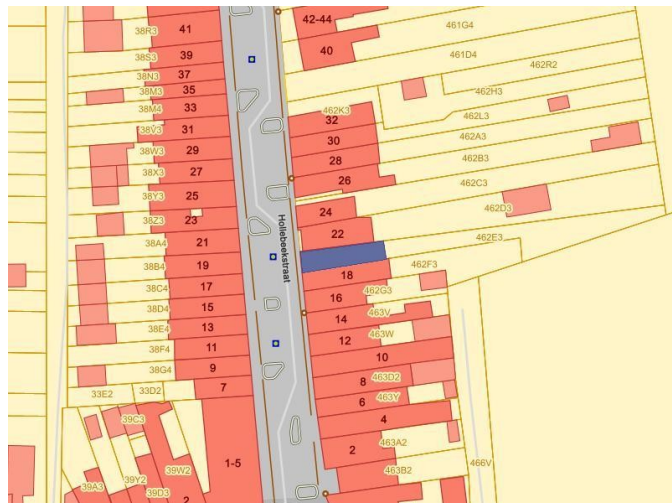 42-44
41
38R3
461G4
40
39
38S3
461D4
37
38N3
462R2
35
38M3
462H3
33
38M4
462K3
32
462L3
31
38V3
30
462A3
29
38W3
28
462B3
27
38X3
26
462C3
25
38Y3
24
462D3
23
38Z3
Hollebeekstraat
22
462E3
21
38A4
19
38B4
18
462F3
17
38C4
16
462G3
15
38D4
14
463V
13
38E4
12
463W
11
38F4
10
9
38G4
8
463D2
7
33E2
33D2
6
463Y
39C3
4
2
463A2
1-5
39W2
463B2
466V
39A3
39Y2
39D3
2